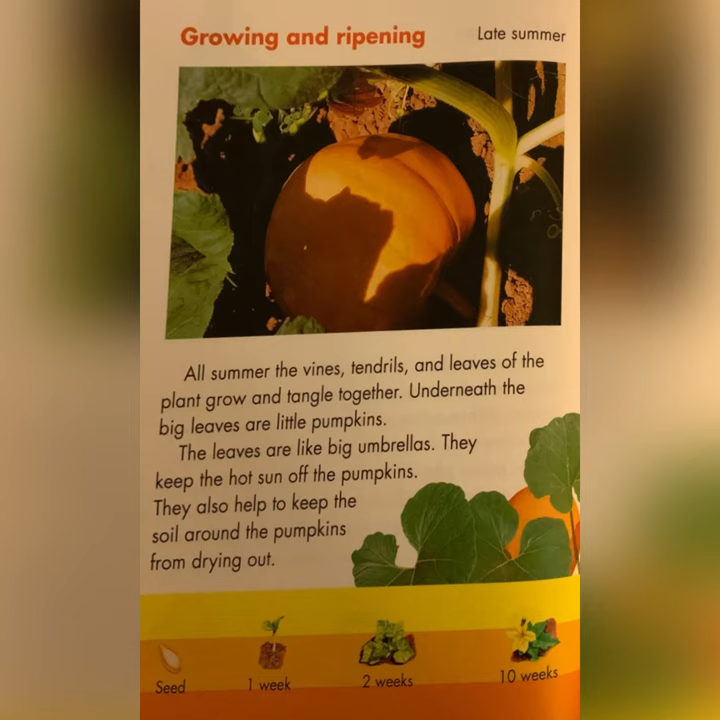 Growing and ripening
Late summer
All summer the vines, tendrils, and leaves of the
plant grow and tangle together. Underneath the
big leaves are little pumpkins.
The leaves are like big umbrellas. They
keep the hot sun off the pumpkins.
They also help to keep the
soil around the pumpkins
from drying out.
Seed
1 week
2 weeks
10 weeks